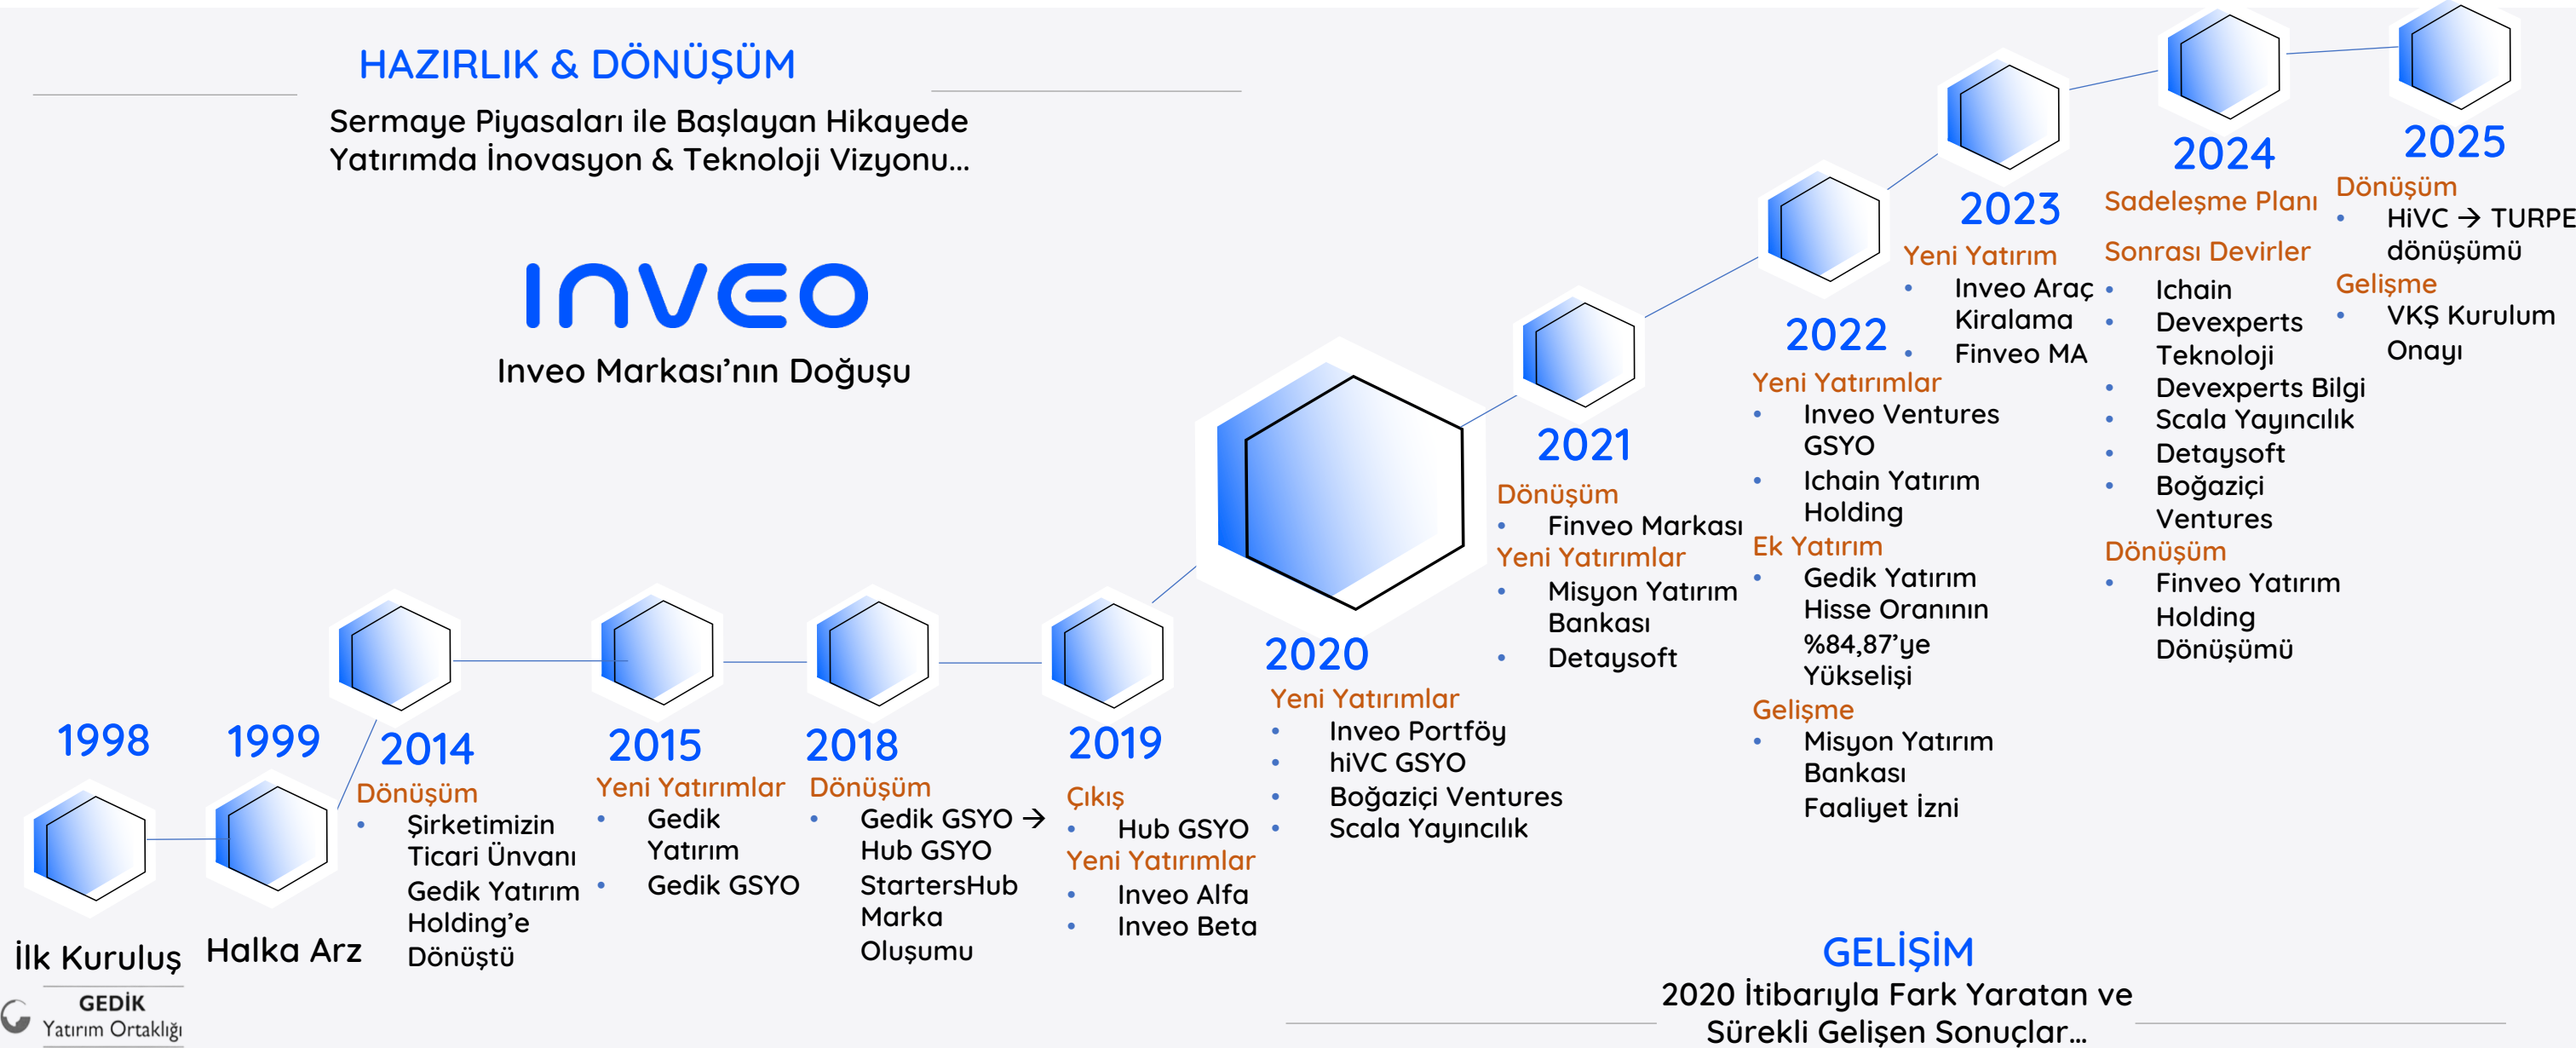 HAZIRLIK & DÖNÜŞÜM
Sermaye Piyasaları ile Başlayan Hikayede
Yatırımda İnovasyon & Teknoloji Vizyonu...
INVEO
Inveo Markası’nın Doğuşu
1998
İlk Kuruluş
GEDİK
Yatırım Ortaklığı
1999
Halka Arz
2014
Dönüşüm
• Şirketimizin
Ticari Ünvanı
Gedik Yatırım
Holding’e
Dönüştü
2015
Yeni Yatırımlar
• Gedik
Yatırım
• Gedik GSYO
2018
Dönüşüm
• Gedik GSYO →
Hub GSYO
StartersHub
Marka
Oluşumu
2019
Çıkış
• Hub GSYO
Yeni Yatırımlar
• Inveo Alfa
• Inveo Beta
2020
Yeni Yatırımlar
• Inveo Portföy
• hiVC GSYO
• Boğaziçi Ventures
• Scala Yayıncılık
2021
Dönüşüm
• Finveo Markası
Yeni Yatırımlar
• Misyon Yatırım
Bankası
• Detaysoft
2022
Yeni Yatırımlar
• Inveo Ventures
GSYO
• Ichain Yatırım
Holding
Ek Yatırım
• Gedik Yatırım
Hisse Oranının
%84,87’ye
Yükselişi
Gelişme
• Misyon Yatırım
Bankası
Faaliyet İzni
2023
Yeni Yatırım
• Inveo Araç
Kiralama
• Finveo MA
2024
Sadeleşme Planı
Sonrası Devirler
• Ichain
• Devexperts
Teknoloji
• Devexperts Bilgi
• Scala Yayıncılık
• Detaysoft
• Boğaziçi
Ventures
Dönüşüm
• Finveo Yatırım
Holding
Dönüşümü
2025
Dönüşüm
• HiVC → TURPE
dönüşümü
Gelişme
• VKŞ Kurulum
Onayı
GELİŞİM
2020 İtibarıyla Fark Yaratan ve
Sürekli Gelişen Sonuçlar...